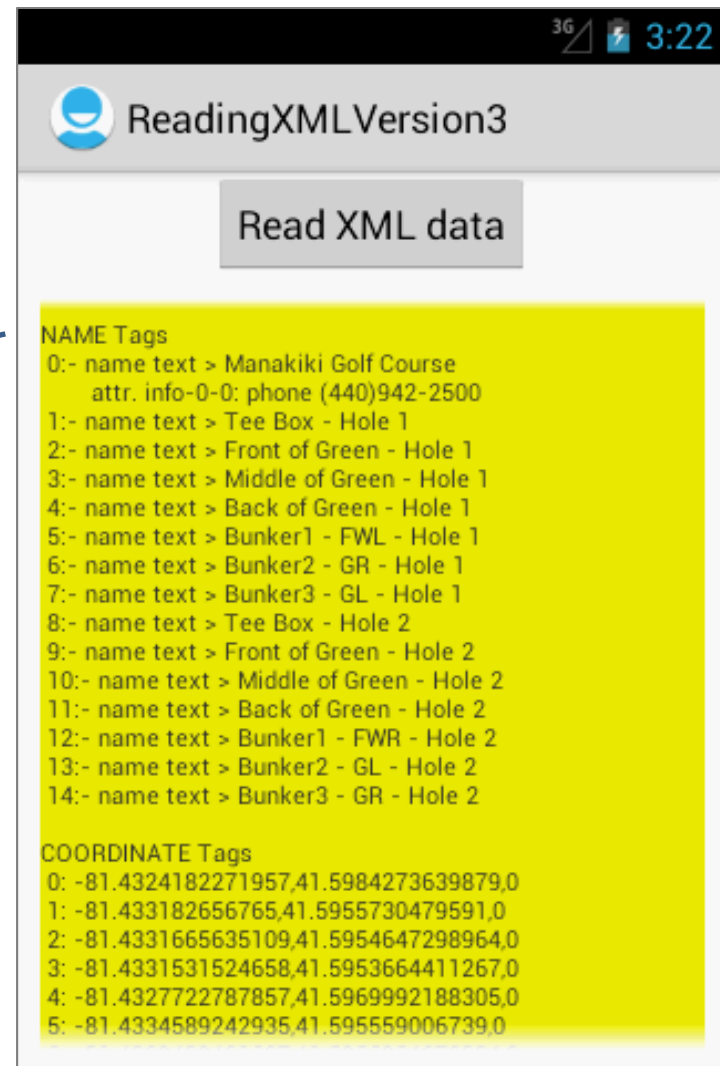 3G 3:22
ReadingXMLVersion3
Read XML data
NAME Tags
0:- name text > Manakiki Golf Course
attr. info-0-0: phone (440)942-2500
1:- name text > Tee Box - Hole 1
2:- name text > Front of Green - Hole 1
3:- name text > Middle of Green - Hole 1
4:- name text > Back of Green - Hole 1
5:- name text > Bunker1 - FWL - Hole 1
6:- name text > Bunker2 - GR - Hole 1
7:- name text > Bunker3 - GL - Hole 1
8:- name text > Tee Box - Hole 2
9:- name text > Front of Green - Hole 2
10:- name text > Middle of Green - Hole 2
11:- name text > Back of Green - Hole 2
12:- name text > Bunker1 - FWR - Hole 2
13:- name text > Bunker2 - GL - Hole 2
14:- name text > Bunker3 - GR - Hole 2
COORDINATE Tags
0: -81.4324182271957,41.5984273639879,0
1: -81.433182656765,41.5955730479591,0
2: -81.4331665635109,41.5954647298964,0
3: -81.4331531524658,41.5953664411267,0
4: -81.43277227​87857,41.5969992188305,0
5: -81.4334589242935,41.595559006739,0